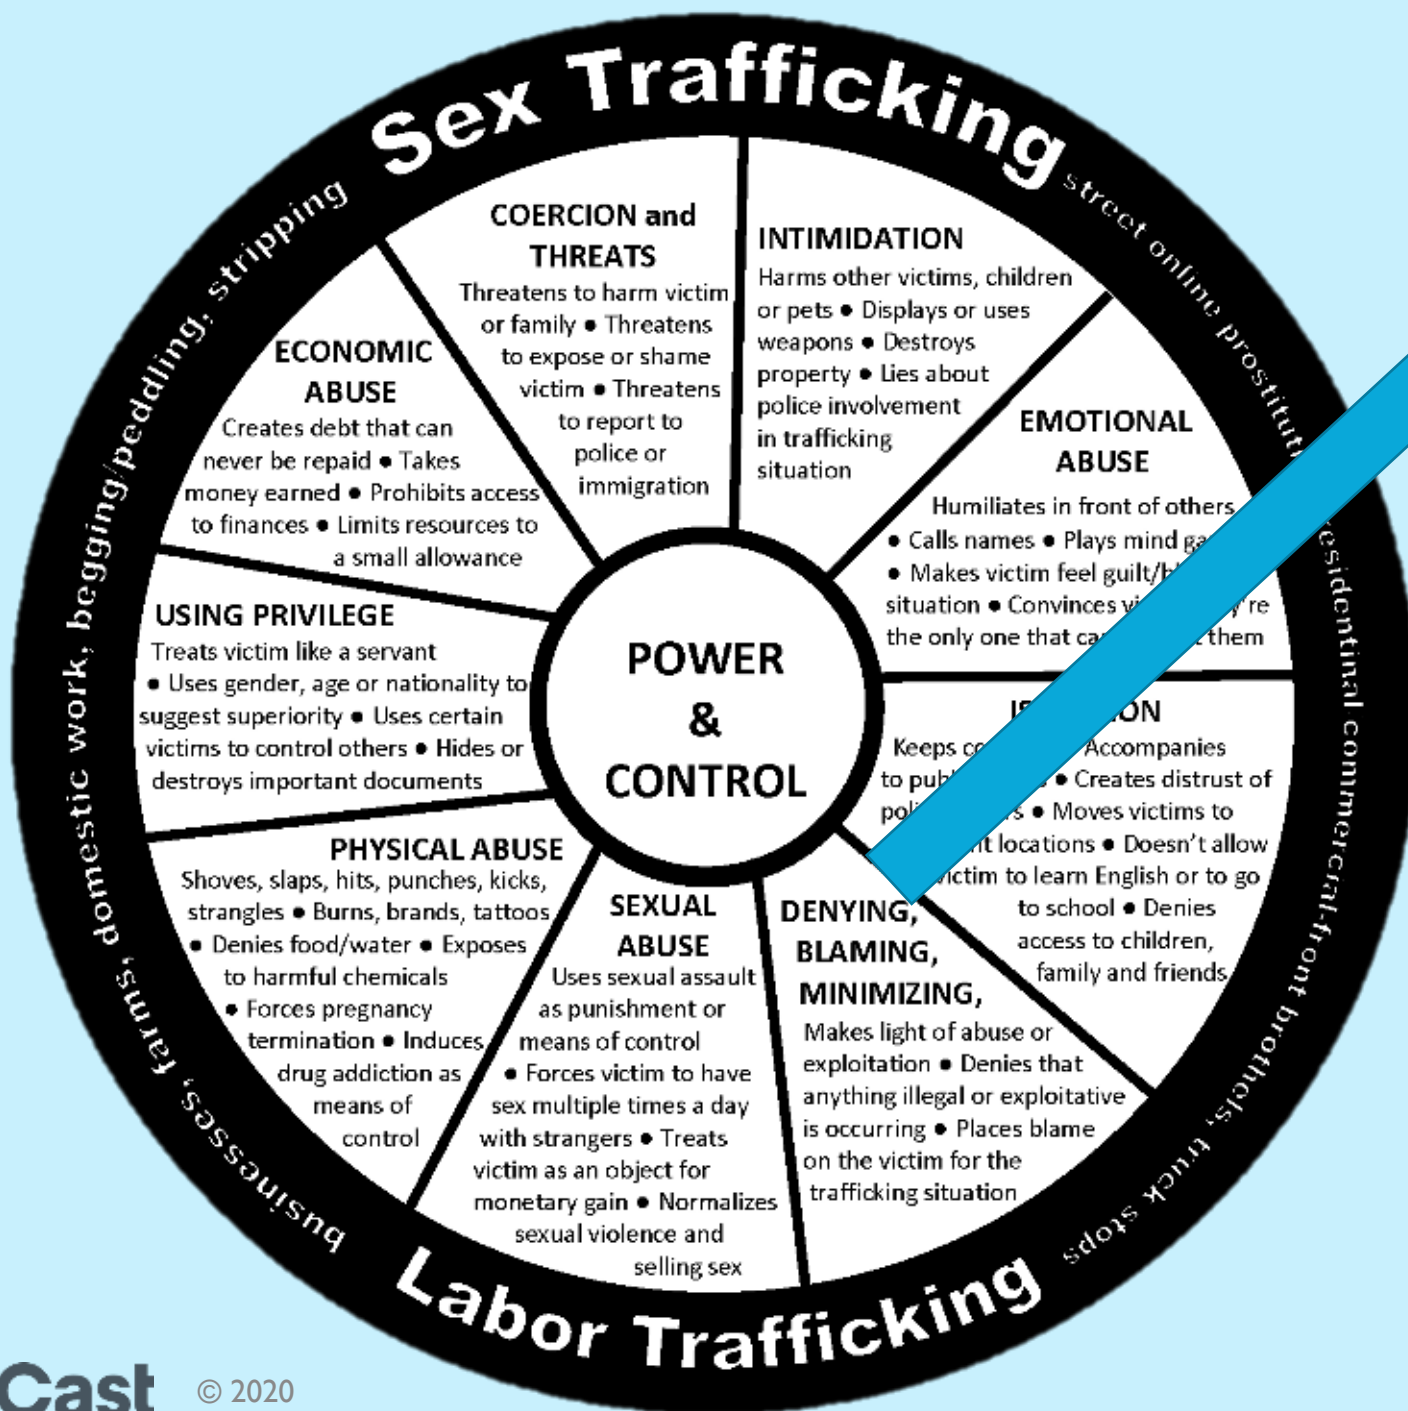 Sex Trafficking
street online prostituti
residentinal commercial-front brothels, truck stops
COERCION and
THREATS
Threatens to harm victim
or family ● Threatens
to expose or shame
victim ● Threatens
to report to
police or
immigration
INTIMIDATION
Harms other victims, children
or pets ● Displays or uses
weapons ● Destroys
property ● Lies about
police involvement
in trafficking
situation
EMOTIONAL
ABUSE
Humiliates in front of others
● Calls names ● Plays mind
● Makes victim feel guilt/
situation ● Convinces
the only one that them
Keeps Accompanies
to ● Creates distrust of
● Moves victims to
locations ● Doesn't allow
victim to learn English or to go
to school ● Denies
access to children,
family and friends
DENYING,
BLAMING,
MINIMIZING,
Makes light of abuse or
exploitation ● Denies that
anything illegal or exploitative
is occurring ● Places blame
on the victim for the
trafficking situation
SEXUAL
ABUSE
Uses sexual assault
as punishment or
means of control
● Forces victim to have
sex multiple times a day
with strangers ● Treats
victim as an object for
monetary gain ● Normalizes
sexual violence and
selling sex
PHYSICAL ABUSE
Shoves, slaps, hits, punches, kicks,
strangles ● Burns, brands, tattoos
● Denies food/water ● Exposes
to harmful chemicals
● Forces pregnancy
termination ● Induces
drug addiction as
means of
control
USING PRIVILEGE
Treats victim like a servant
● Uses gender, age or nationality to
suggest superiority ● Uses certain
victims to control others ● Hides or
destroys important documents
ECONOMIC
ABUSE
Creates debt that can
never be repaid ● Takes
money earned ● Prohibits access
to finances ● Limits resources to
a small allowance
POWER
&
CONTROL
Labor Trafficking
businesses, farms, domestic work, begging/peddling, stripping
Cast © 2020